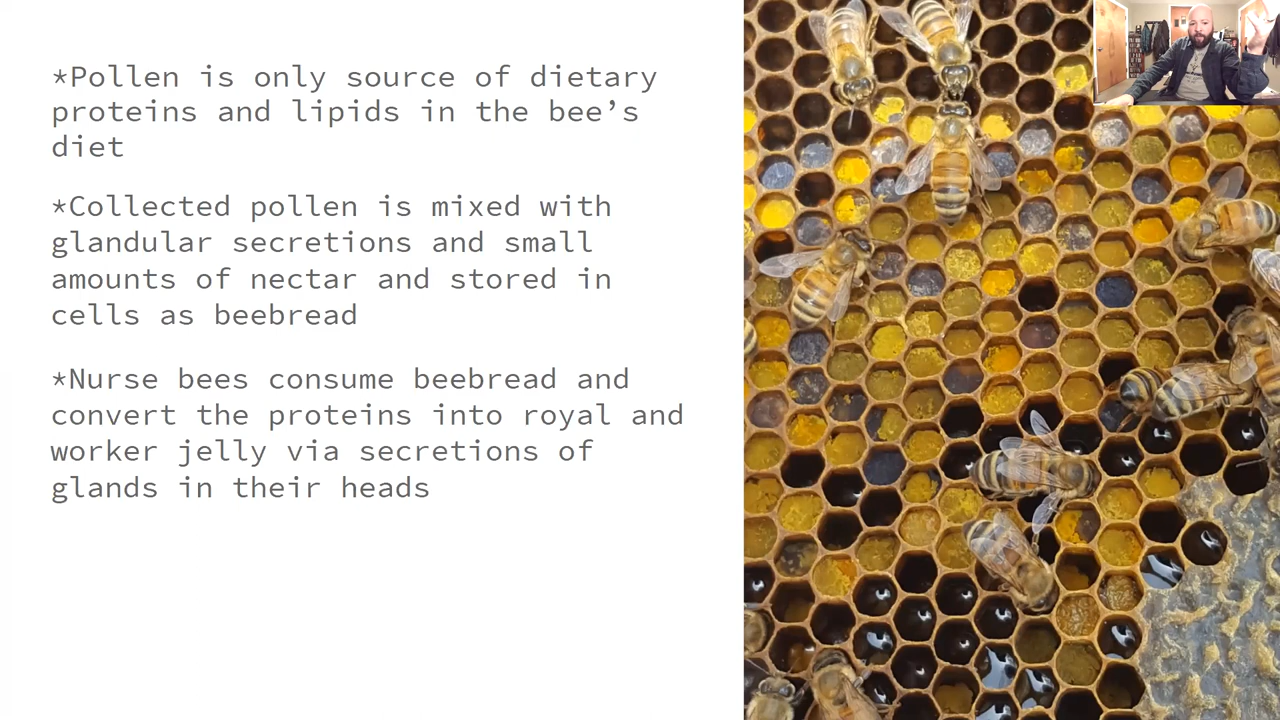 *Pollen is only source of dietary
proteins and lipids in the bee’s
diet
*Collected pollen is mixed with
glandular secretions and small
amounts of nectar and stored in
cells as beebread
*Nurse bees consume beebread and
convert the proteins into royal and
worker jelly via secretions of
glands in their heads